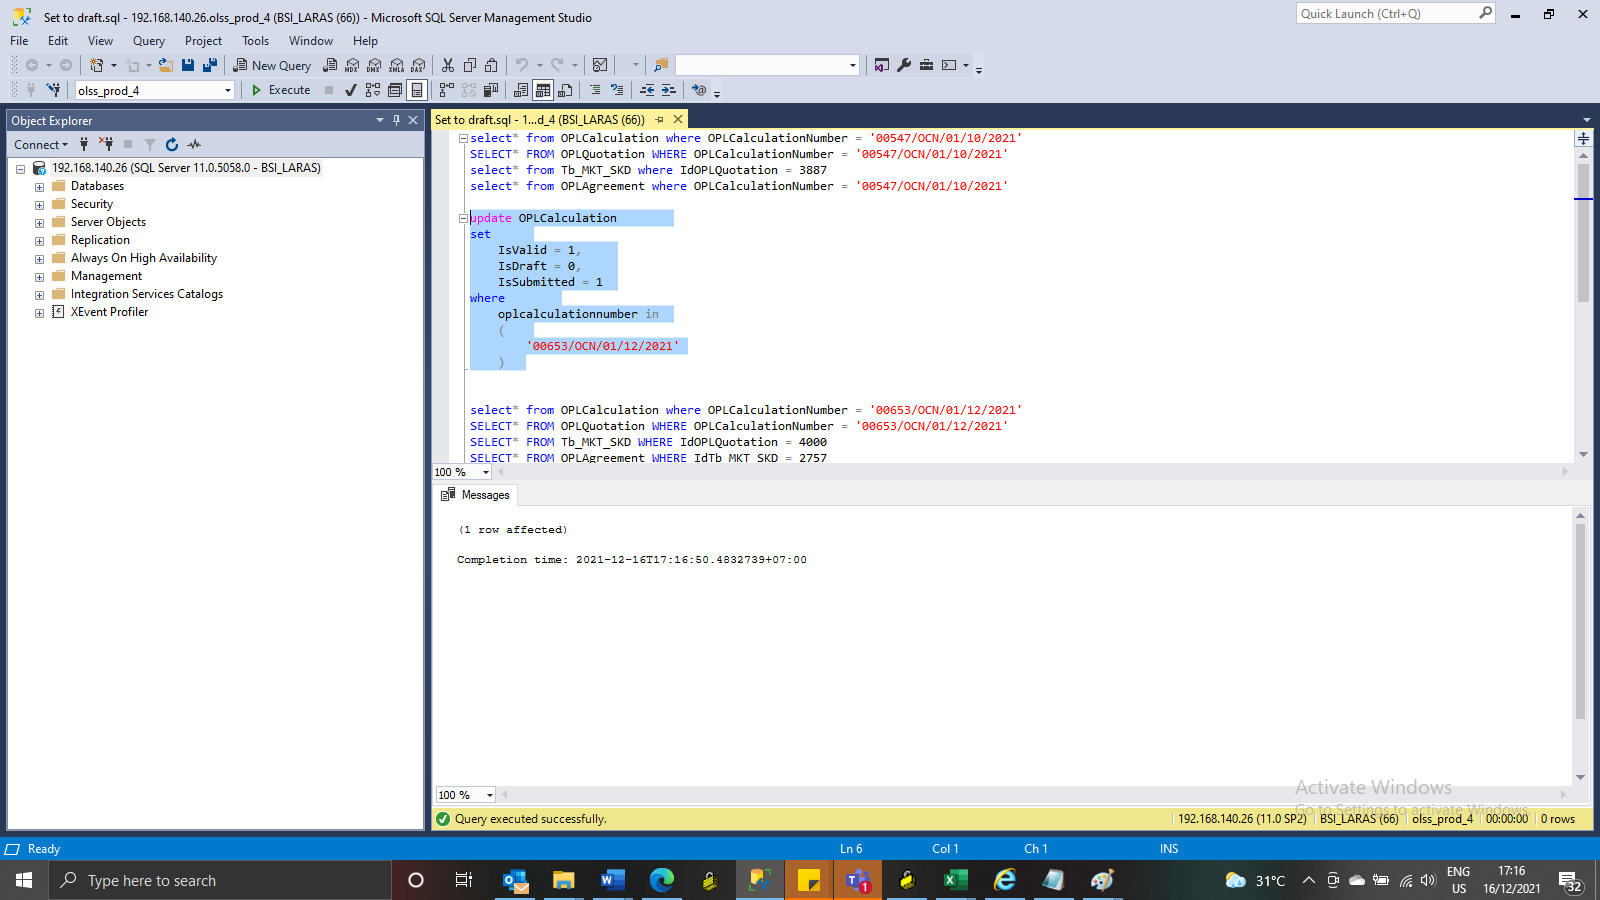 Set to draft.sql - 192.168.140.26.olss_prod_4 (BSI_LARAS (66)) - Microsoft SQL Server Management Studio
Quick Launch (Ctrl+Q)
File Edit View Query Project Tools Window Help
New Query MDX DMX XMLA DAX
olss_prod_4 Execute
Object Explorer
Connect
192.168.140.26 (SQL Server 11.0.5058.0 - BSI_LARAS)
Databases
Security
Server Objects
Replication
Always On High Availability
Management
Integration Services Catalogs
XEvent Profiler
Set to draft.sql - 1...d_4 (BSI_LARAS (66))
select* from OPLCalculation where OPLCalculationNumber = '00547/OCN/01/10/2021'
SELECT* FROM OPLQuotation WHERE OPLCalculationNumber = '00547/OCN/01/10/2021'
select* from Tb_MKT_SKD where IdOPLQuotation = 3887
select* from OPLAgreement where OPLCalculationNumber = '00547/OCN/01/10/2021'
update OPLCalculation
set
IsValid = 1,
IsDraft = 0,
IsSubmitted = 1
where
oplcalculationnumber in
(
'00653/OCN/01/12/2021'
)
select* from OPLCalculation where OPLCalculationNumber = '00653/OCN/01/12/2021'
SELECT* FROM OPLQuotation WHERE OPLCalculationNumber = '00653/OCN/01/12/2021'
SELECT* FROM Tb_MKT_SKD WHERE IdOPLQuotation = 4000
SELECT* FROM OPLAgreement WHERE IdTb_MKT_SKD = 2757
100 %
Messages
(1 row affected)
Completion time: 2021-12-16T17:16:50.4832739+07:00
100 %
Activate Windows
Go to Settings to activate Windows.
Query executed successfully.
192.168.140.26 (11.0 SP2) BSI_LARAS (66) olss_prod_4 00:00:00 0 rows
Ready Ln 6 Col 1 Ch 1 INS
Type here to search
1
31°C
ENG
US
17:16
16/12/2021
32